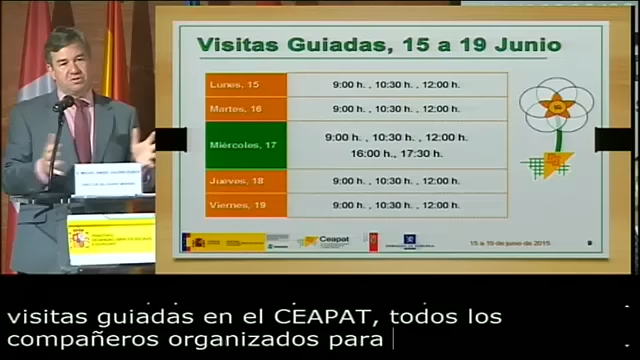 Visitas Guiadas, 15 a 19 Junio
Lunes, 15 9:00 h. , 10:30 h. , 12:00 h.
Martes, 16 9:00 h. , 10:30 h. , 12:00 h.
Miércoles, 17 9:00 h. , 10:30 h. , 12:00 h.
16:00 h. , 17:30 h.
Jueves, 18 9:00 h. , 10:30 h. , 12:00 h.
Viernes, 19 9:00 h. , 10:30 h. , 12:00 h.
Ceapat
15 a 19 de junio de 2015
visitas guiadas en el CEAPAT, todos los
compañeros organizados para